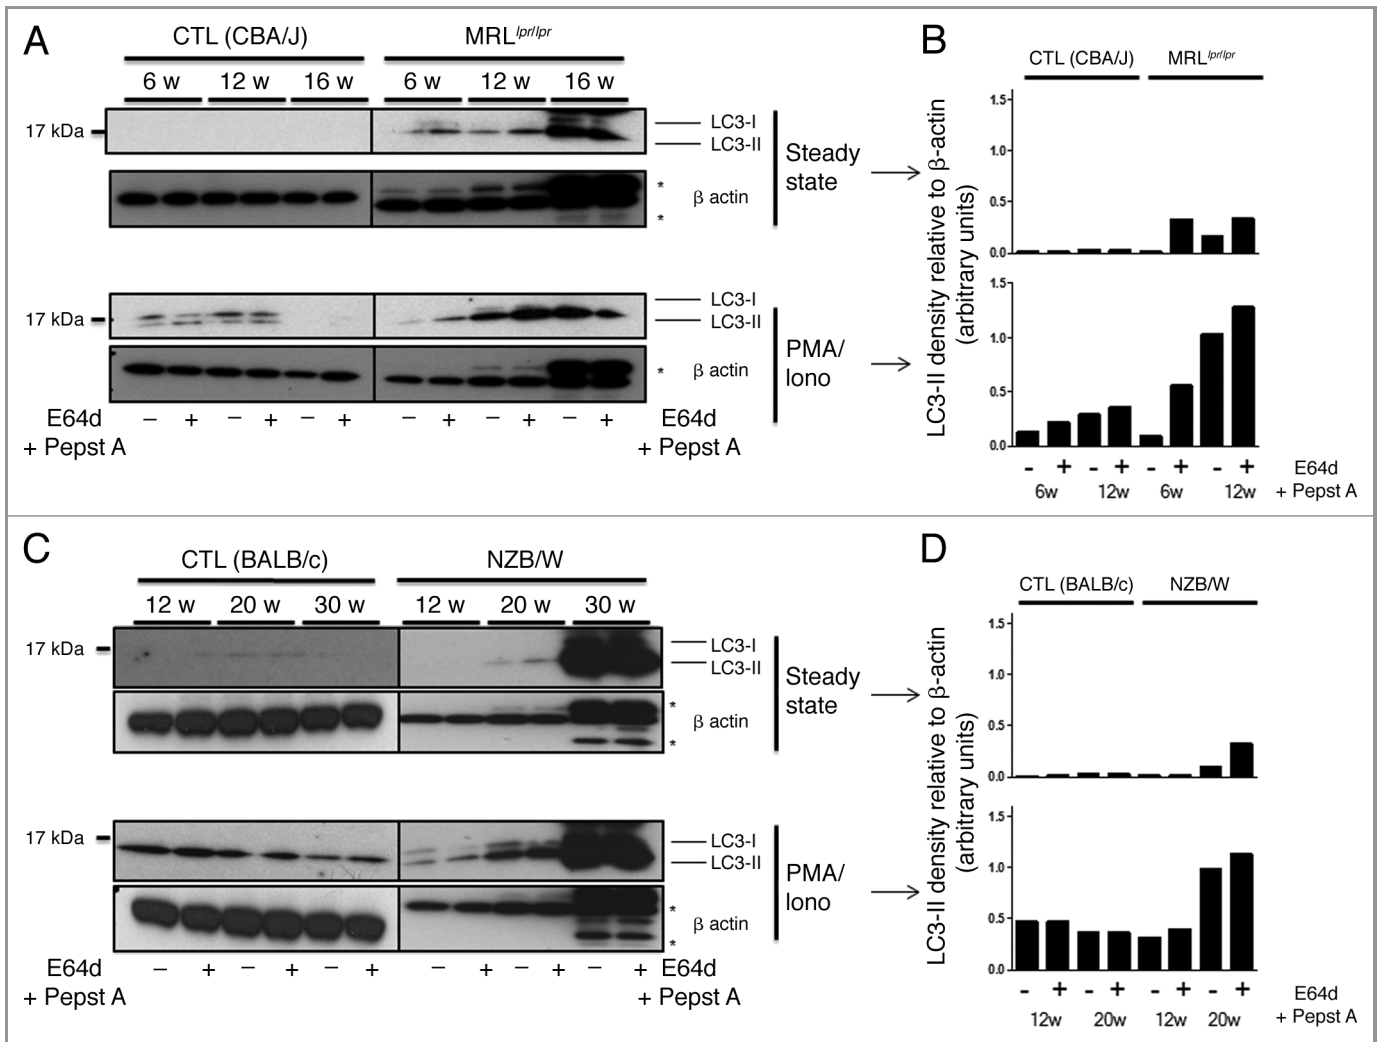 A
CTL (CBA/J)
MRLlpr/lpr
6 w
12 w
16 w
6 w
12 w
16 w
17 kDa
LC3-I
LC3-II
Steady
state
*
β actin
*
17 kDa
LC3-I
LC3-II
PMA/
Iono
*
β actin
E64d
+ Pepst A
– + – + – + – + – + – +
E64d
+ Pepst A
B
CTL (CBA/J)
MRLlpr/lpr
LC3-II density relative to β-actin
(arbitrary units)
1.5
1.0
0.5
0.0
1.5
1.0
0.5
0.0
- + - + - + - +
6w
12w
6w
12w
E64d
+ Pepst A
C
CTL (BALB/c)
NZB/W
12 w
20 w
30 w
12 w
20 w
30 w
17 kDa
LC3-I
LC3-II
Steady
state
*
β actin
*
17 kDa
LC3-I
LC3-II
PMA/
Iono
*
β actin
*
E64d
+ Pepst A
– + – + – + – + – + – +
E64d
+ Pepst A
D
CTL (BALB/c)
NZB/W
LC3-II density relative to β-actin
(arbitrary units)
1.5
1.0
0.5
0.0
1.5
1.0
0.5
0.0
- + - + - + - +
12w
20w
12w
20w
E64d
+ Pepst A